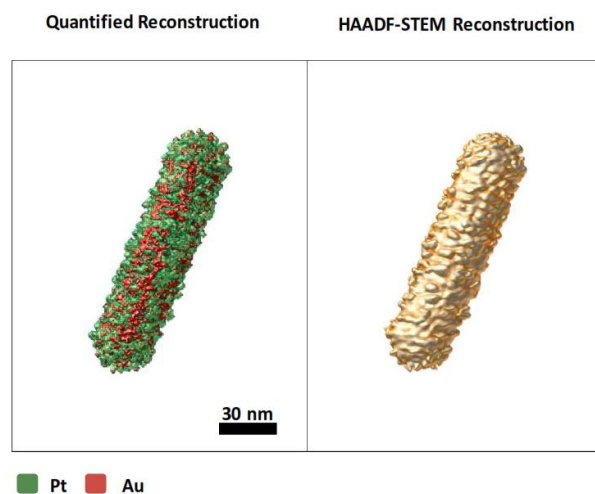 Quantified Reconstruction
HAADF-STEM Reconstruction
30 nm
Pt
Au